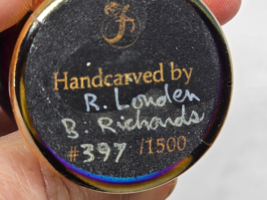 F
Handcarved by
R. Londen
B. Richards
#397 /1500